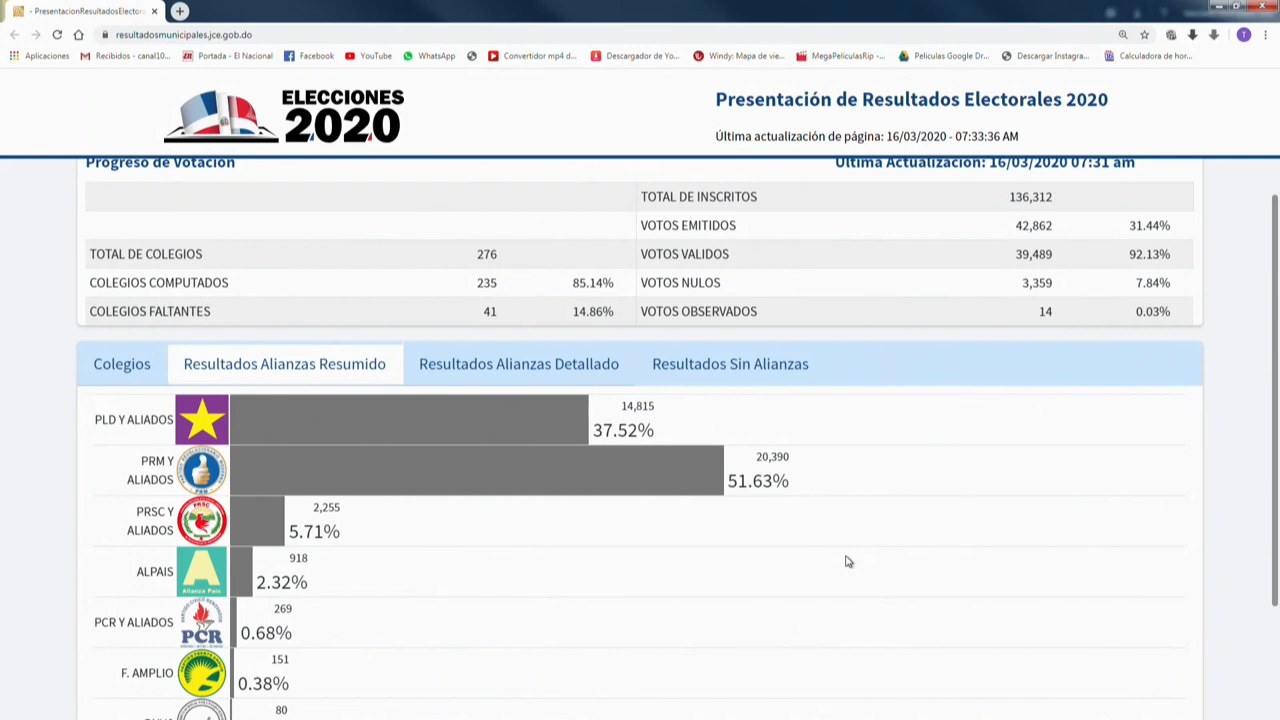 - PresentacionResultadosElector
resultadosmunicipales.jce.gob.do
T
Aplicaciones
Recibidos - canal10...
Portada - El Nacional
Facebook
YouTube
WhatsApp
Convertidor mp4 d...
Descargador de Yo...
Windy: Mapa de vie...
MegaPeliculasRip -...
Peliculas Google Dr...
Descargar Instagra...
Calculadora de hor...
ELECCIONES
2020
Presentación de Resultados Electorales 2020
Última actualización de página: 16/03/2020 - 07:33:36 AM
Progreso de Votación
Última Actualización: 16/03/2020 07:31 am
TOTAL DE INSCRITOS 136,312
VOTOS EMITIDOS 42,862 31.44%
TOTAL DE COLEGIOS 276 VOTOS VALIDOS 39,489 92.13%
COLEGIOS COMPUTADOS 235 85.14% VOTOS NULOS 3,359 7.84%
COLEGIOS FALTANTES 41 14.86% VOTOS OBSERVADOS 14 0.03%
Colegios Resultados Alianzas Resumido Resultados Alianzas Detallado Resultados Sin Alianzas
PLD Y ALIADOS
14,815
37.52%
PRM Y
ALIADOS
PRM
20,390
51.63%
PRSC Y
ALIADOS
PRSC
2,255
5.71%
ALPAIS
A
Alianza País
918
2.32%
PCR Y ALIADOS
PCR
269
0.68%
F. AMPLIO
151
0.38%
80